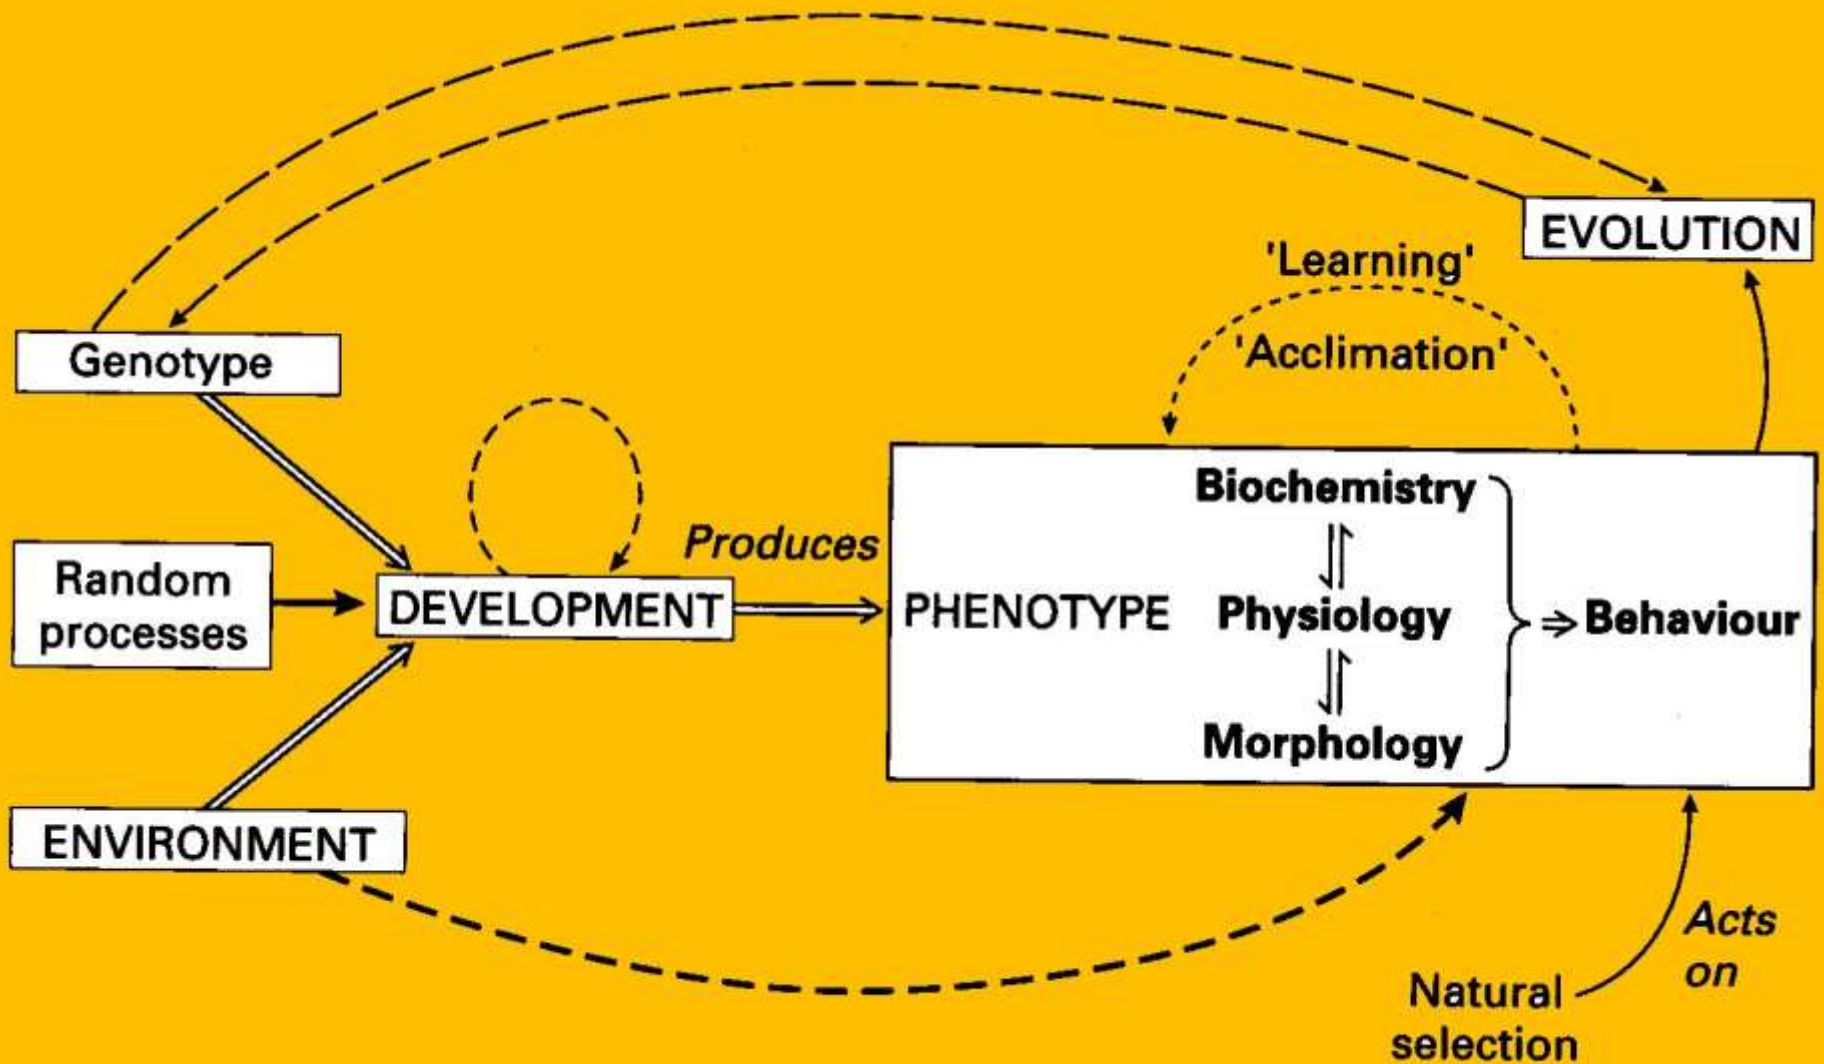 EVOLUTION
'Learning'
'Acclimation'
Genotype
Biochemistry
Produces
Random
processes
DEVELOPMENT
PHENOTYPE
Physiology
Behaviour
Morphology
ENVIRONMENT
Acts
on
Natural
selection